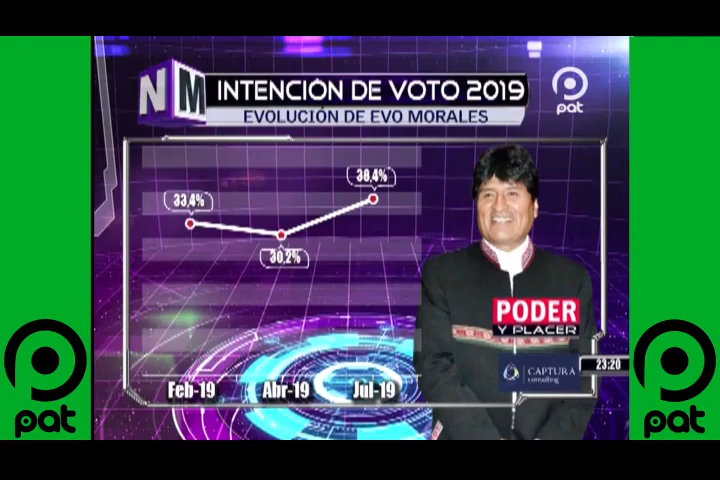 NM
INTENCIÓN DE VOTO 2019
EVOLUCIÓN DE EVO MORALES
pat
33,4%
30,2%
38,4%
Feb-19
Abr-19
Jul-19
PODER
Y PLACER
CAPTURA
consulting
23:20
pat
pat